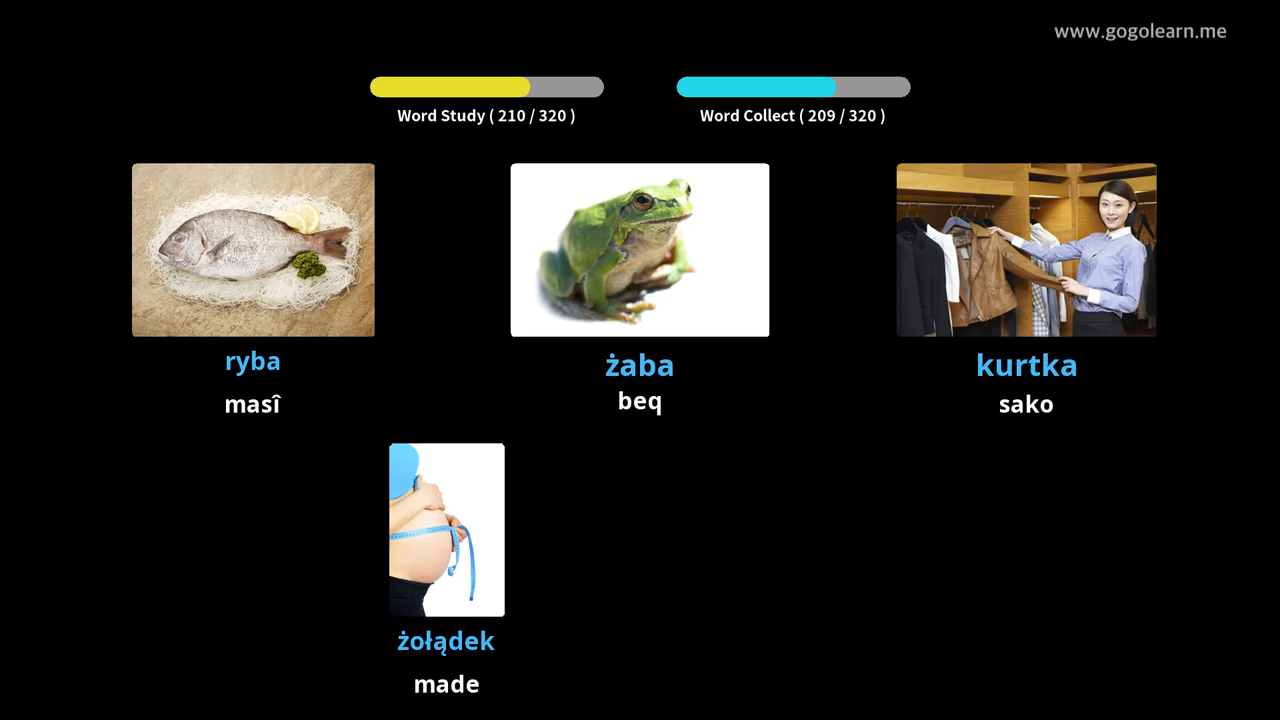 www.gogolearn.me
Word Study ( 210 / 320 )
Word Collect ( 209 / 320 )
ryba
masî
żaba
beq
kurtka
sako
żołądek
made